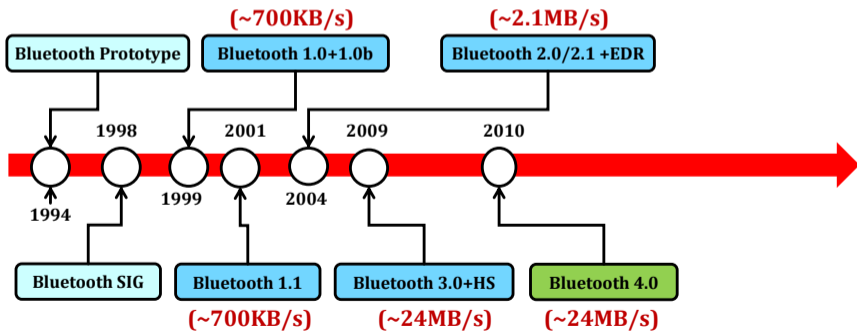 (~700KB/s)
(~2.1MB/s)
Bluetooth Prototype
Bluetooth 1.0+1.0b
Bluetooth 2.0/2.1 +EDR
1998
2001
2009
2010
1994
1999
2004
Bluetooth SIG
Bluetooth 1.1
Bluetooth 3.0+HS
Bluetooth 4.0
(~700KB/s)
(~24MB/s)
(~24MB/s)